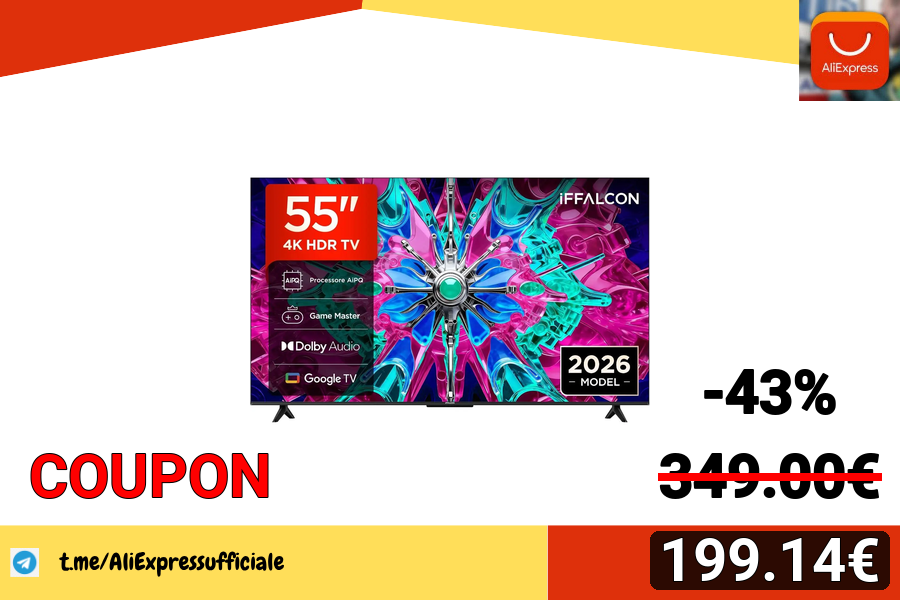 AliExpress
55"
4K HDR TV
iFFALCON
AiPQ
Processore AiPQ
Game Master
Dolby Audio
Google TV
2026
MODEL
-43%
COUPON
349.00€
t.me/AliExpressufficiale
199.14€